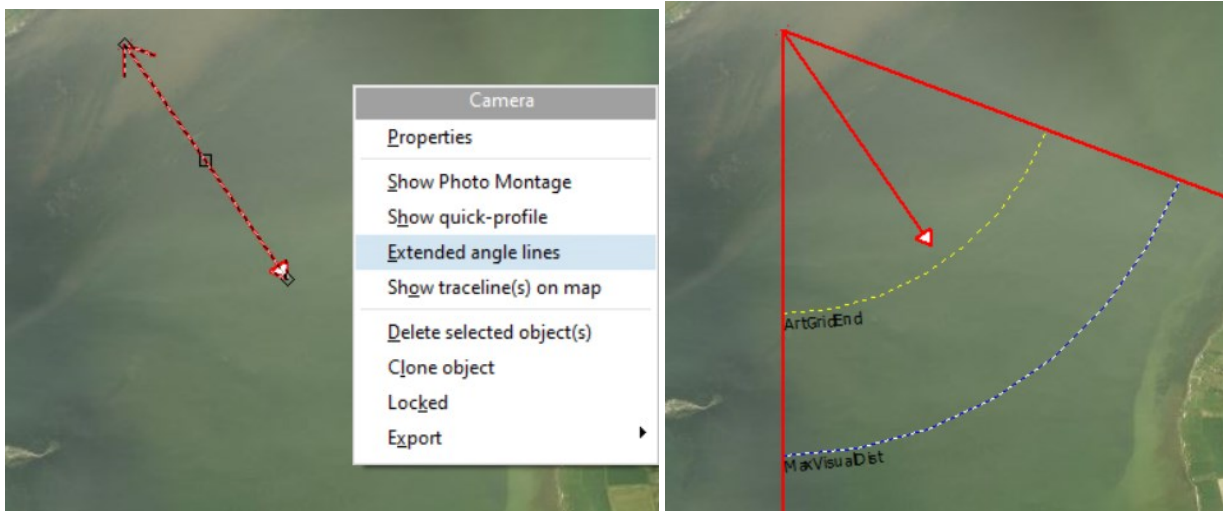 Camera
Properties
Show Photo Montage
Show quick-profile
Extended angle lines
Show traceline(s) on map
Delete selected object(s)
Clone object
Locked
Export
ArtGridEnd
MaxVisualDist